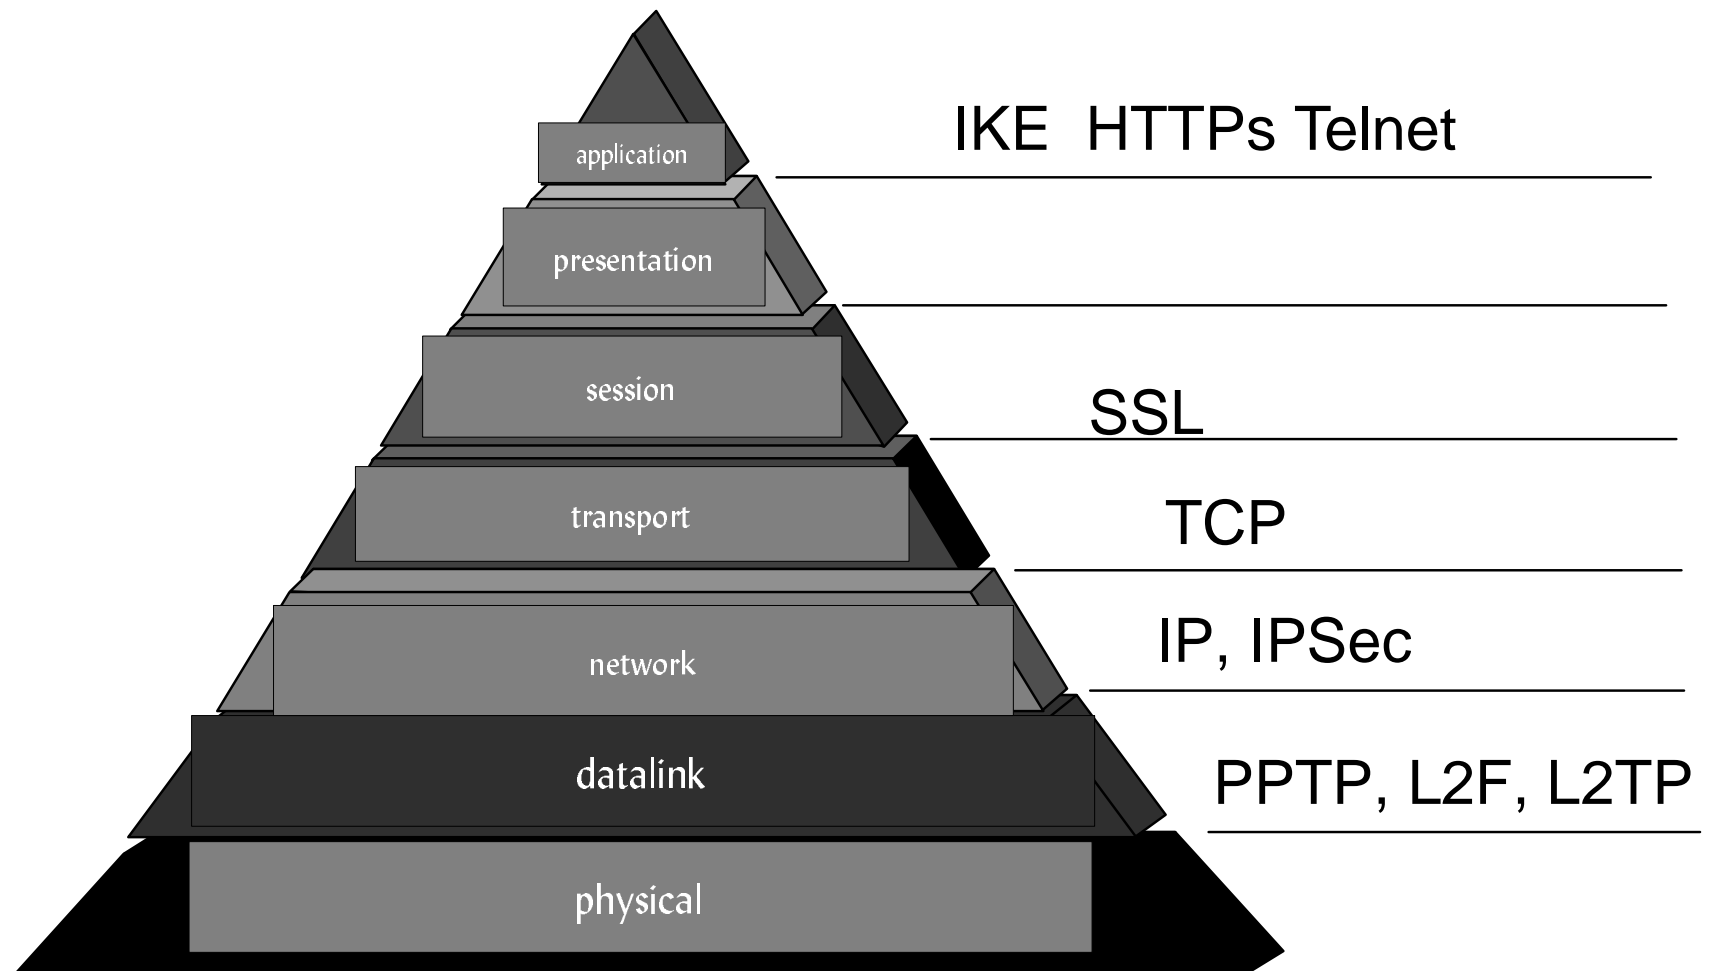 IKE HTTPs Telnet
application
presentation
session
SSL
transport
TCP
network
IP, IPSec
datalink
PPTP, L2F, L2TP
physical